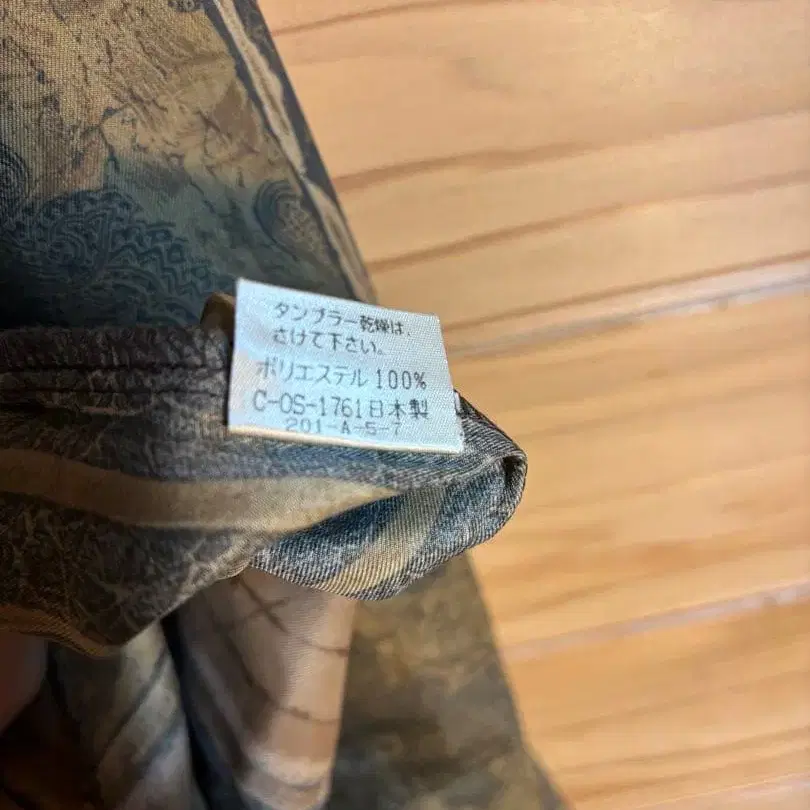 タンブラー乾燥は、
さけて下さい。
ポリエステル100%
C-OS-1761日本製
201-A-5-7